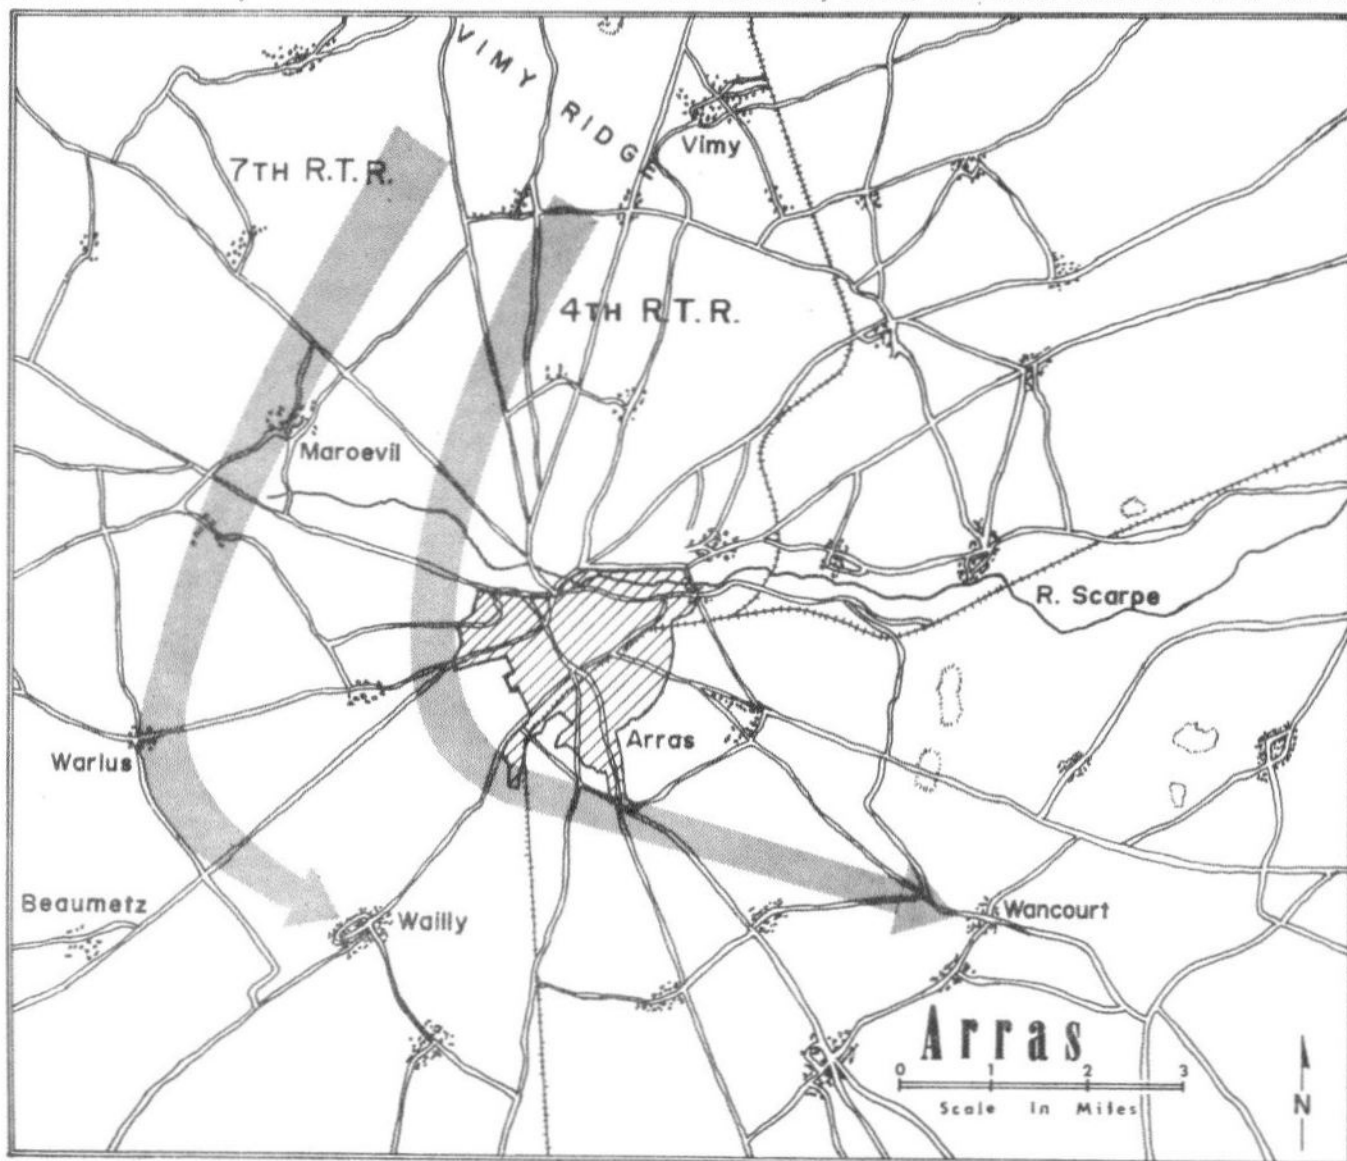 VIMY RIDGE
Vimy
7TH R.T.R.
4TH R.T.R.
Maroevil
R. Scarpe
Arras
Warlus
Beaumetz
Wailly
Wancourt
Arras
0 1 2 3
Scale in Miles
N